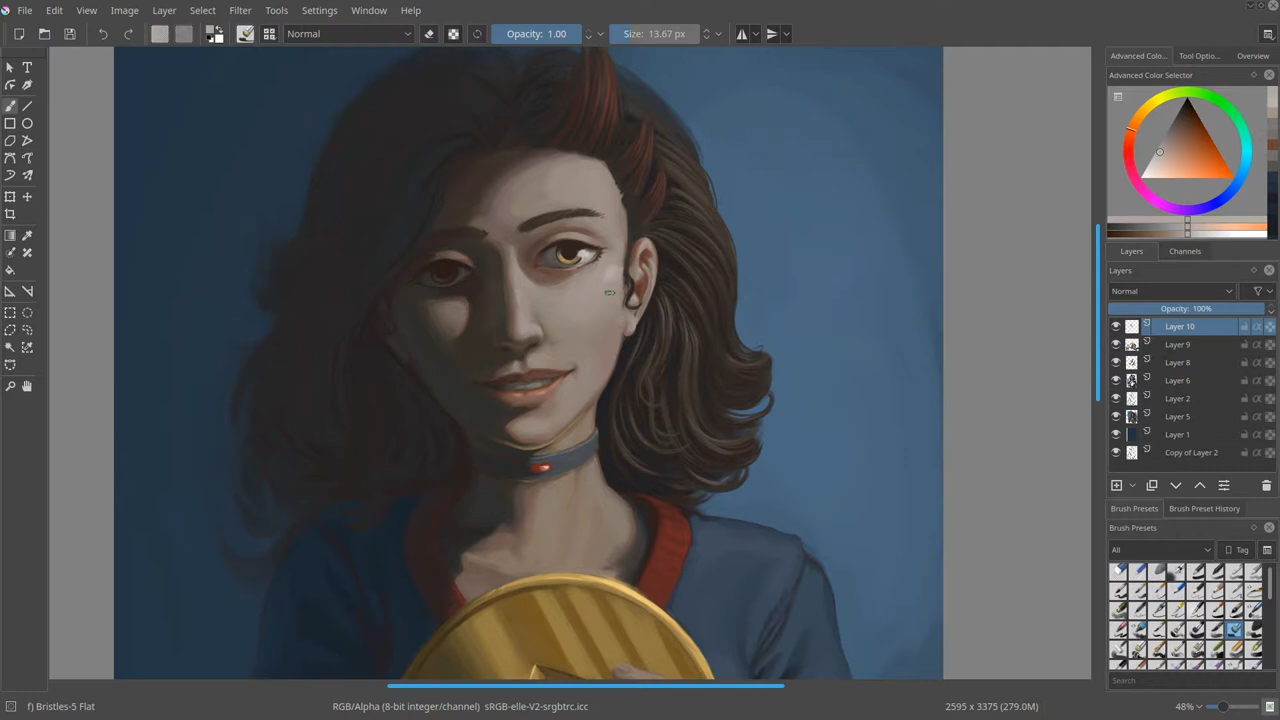 File Edit View Image Layer Select Filter Tools Settings Window Help
Normal Opacity: 1.00 Size: 13.67 px
Advanced Colo... Tool Optio... Overview
Advanced Color Selector
Layers Channels
Layers
Normal
Opacity: 100%
Layer 10
Layer 9
Layer 8
Layer 6
Layer 2
Layer 5
Layer 1
Copy of Layer 2
Brush Presets Brush Preset History
Brush Presets
All Tag
Search
f) Bristles-5 Flat RGB/Alpha (8-bit integer/channel) sRGB-elle-V2-srgbtrc.icc 2595 x 3375 (279.0M) 48%